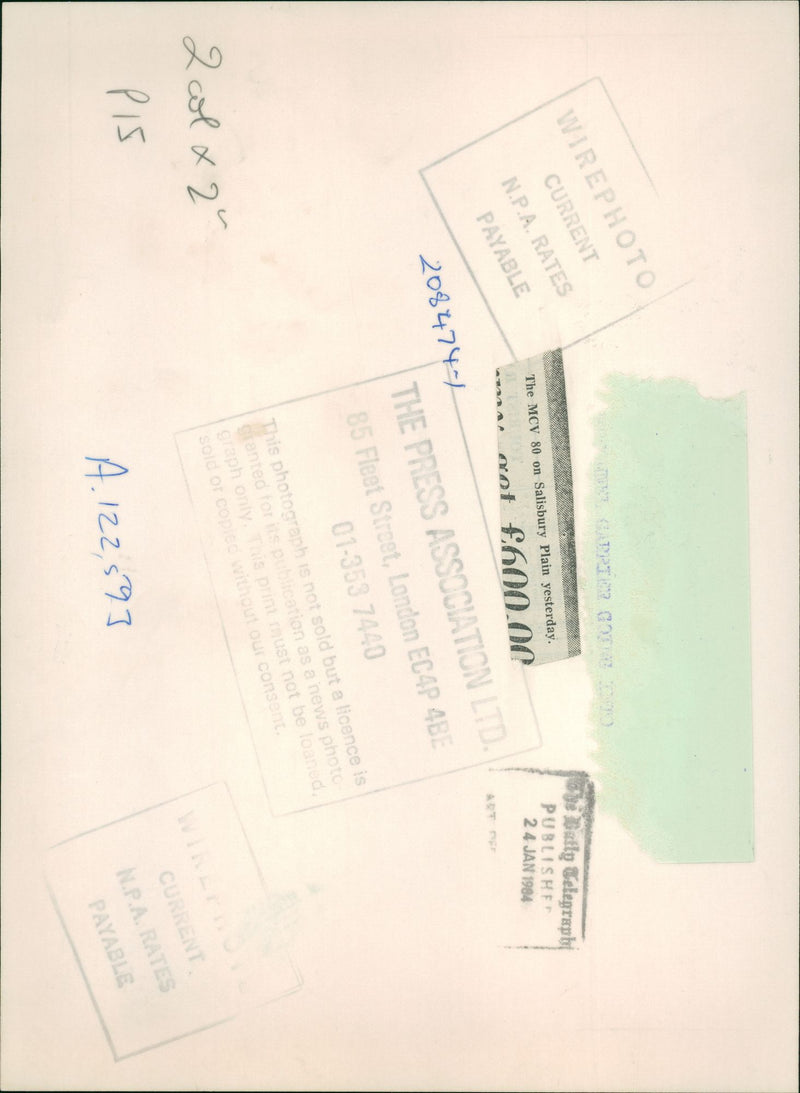 2 col x 2"
P15
WIREPHOTO
CURRENT
N.P.A. RATES
PAYABLE
2084744-1
The MCV 80 on Salisbury Plain yesterday.
get £600.00
THE PRESS ASSOCIATION LTD.
85 Fleet Street, London EC4P 4BE
01-353 7440
This photograph is not sold but a licence is
granted for its publication as a news photo-
graph only. This print must not be loaned,
sold or copied without our consent.
A.122,593
The Daily Telegraph
PUBLISHED
24 JAN 1984
ART
WIREPHOTO
CURRENT
N.P.A. RATES
PAYABLE